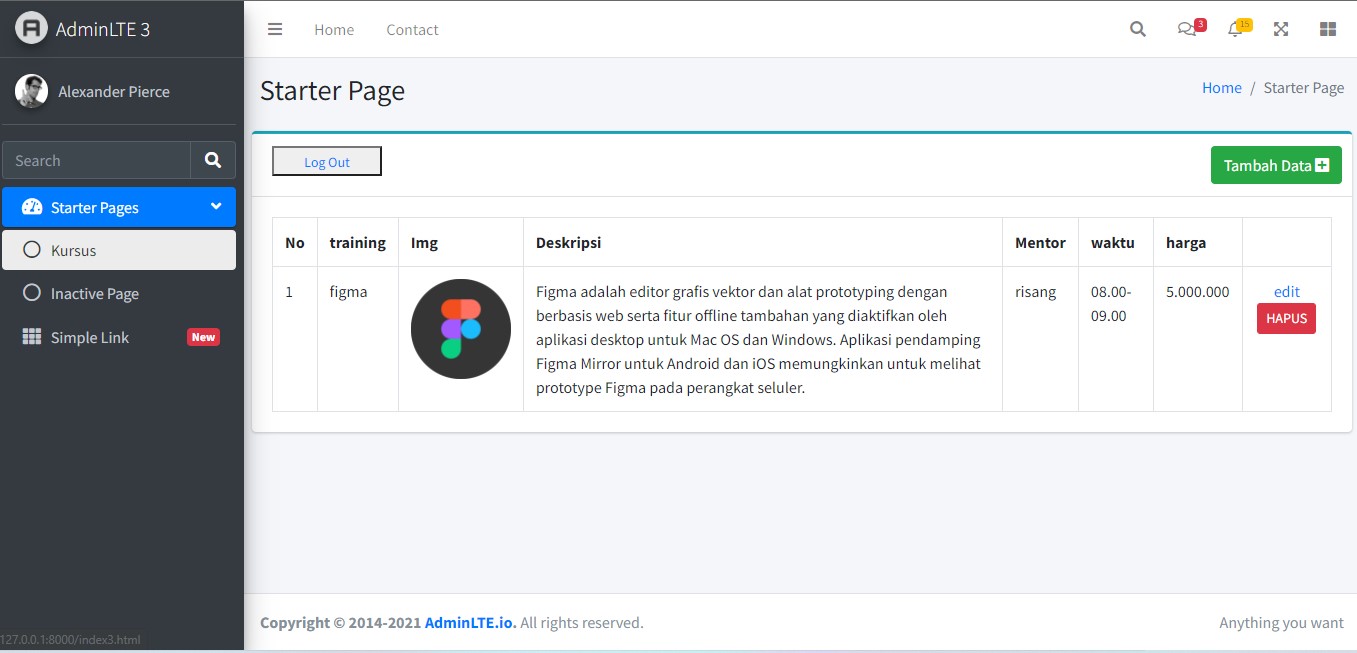 AdminLTE 3
Home
Contact
3
15
Alexander Pierce
Starter Page
Home / Starter Page
Search
Log Out
Tambah Data
Starter Pages
Kursus
Inactive Page
Simple Link
New
No
training
Img
Deskripsi
Mentor
waktu
harga
1
figma
Figma adalah editor grafis vektor dan alat prototyping dengan
berbasis web serta fitur offline tambahan yang diaktifkan oleh
aplikasi desktop untuk Mac OS dan Windows. Aplikasi pendamping
Figma Mirror untuk Android dan iOS memungkinkan untuk melihat
prototype Figma pada perangkat seluler.
risang
08.00-
09.00
5.000.000
edit
HAPUS
Copyright © 2014-2021 AdminLTE.io. All rights reserved.
Anything you want
127.0.0.1:8000/index3.html